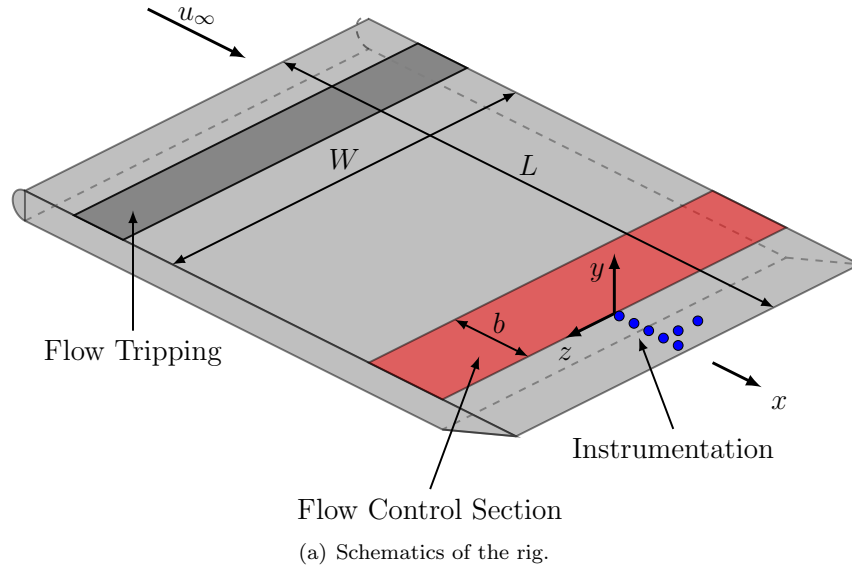 u∞
W
L
y
b
z
x
Flow Tripping
Instrumentation
Flow Control Section
(a) Schematics of the rig.